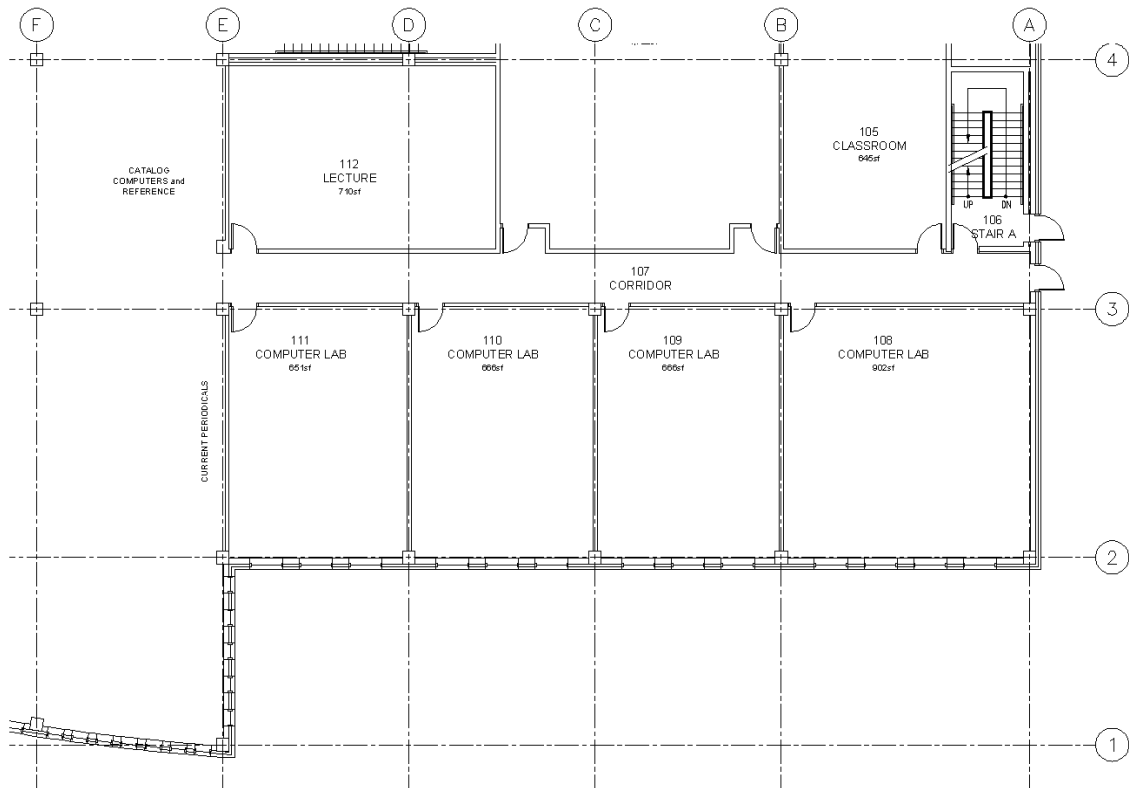 F
E
D
C
B
A
4
105
CLASSROOM
645sf
112
LECTURE
710sf
CATALOG
COMPUTERS and
REFERENCE
UP
DN
106
STAIR A
107
CORRIDOR
3
111
COMPUTER LAB
651sf
110
COMPUTER LAB
666sf
109
COMPUTER LAB
666sf
108
COMPUTER LAB
902sf
CURRENT PERIODICALS
2
1